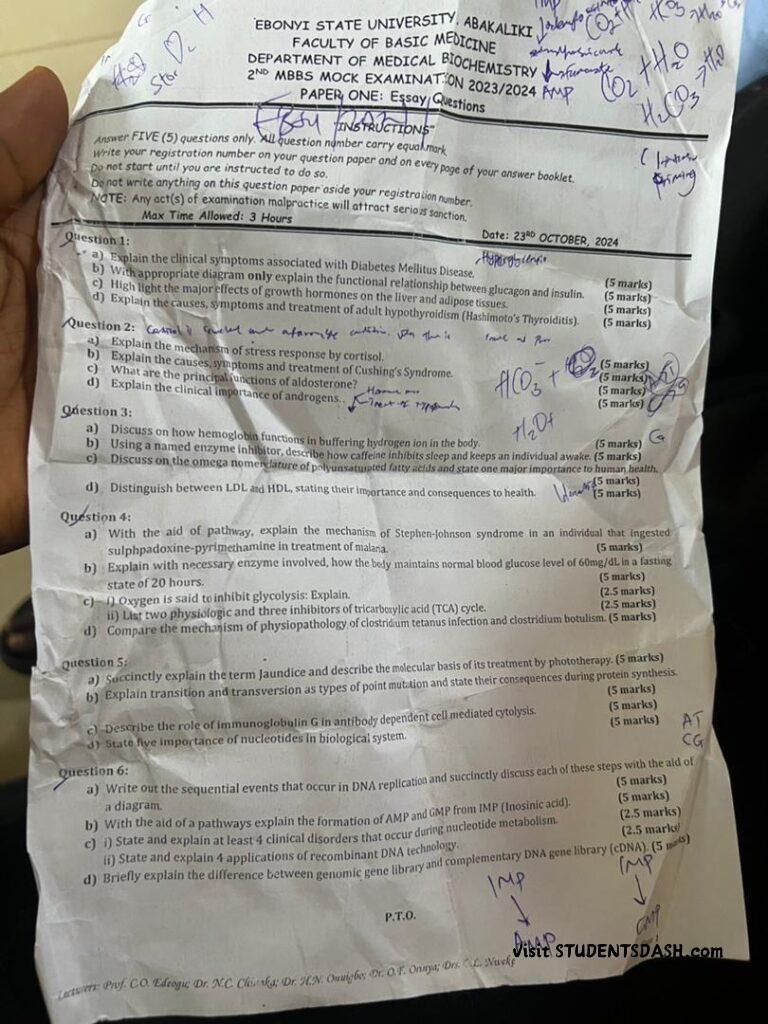 EBONYI STATE UNIVERSITY, ABAKALIKI
FACULTY OF BASIC MEDICINE
DEPARTMENT OF MEDICAL BIOCHEMISTRY
2ND MBBS MOCK EXAMINATION 2023/2024
AMP
PAPER ONE: Essay Questions
CO2 + H2O
H2CO3
Star
"INSTRUCTIONS"
Answer FIVE (5) questions only. All question number carry equal mark
Write your registration number on your question paper and on every page of your answer booklet.
Do not start until you are instructed to do so.
Do not write anything on this question paper aside your registration number.
NOTE: Any act(s) of examination malpractice will attract serious sanction.
Max Time Allowed: 3 Hours
Date: 23RD OCTOBER, 2024
Question 1:
a) Explain the clinical symptoms associated with Diabetes Mellitus Disease. (5 marks)
b) With appropriate diagram only explain the functional relationship between glucagon and insulin. (5 marks)
c) High light the major effects of growth hormones on the liver and adipose tissues. (5 marks)
d) Explain the causes, symptoms and treatment of adult hypothyroidism (Hashimoto's Thyroiditis). (5 marks)
Question 2:
a) Explain the mechanism of stress response by cortisol. (5 marks)
b) Explain the causes, symptoms and treatment of Cushing's Syndrome. (5 marks)
c) What are the principal functions of aldosterone? (5 marks)
d) Explain the clinical importance of androgens.. (5 marks)
HCO3- +
H2O+
Question 3:
a) Discuss on how hemoglobin functions in buffering hydrogen ion in the body. (5 marks)
b) Using a named enzyme inhibitor, describe how caffeine inhibits sleep and keeps an individual awake. (5 marks)
c) Discuss on the omega nomenclature of polyunsaturated fatty acids and state one major importance to human health.
(5 marks)
d) Distinguish between LDL and HDL, stating their importance and consequences to health. (5 marks)
Question 4:
a) With the aid of pathway, explain the mechanism of Stephen-Johnson syndrome in an individual that ingested
sulphpadoxine-pyrimethamine in treatment of malaria. (5 marks)
b) Explain with necessary enzyme involved, how the body maintains normal blood glucose level of 60mg/dL in a fasting
state of 20 hours. (5 marks)
c) i) Oxygen is said to inhibit glycolysis: Explain. (2.5 marks)
ii) List two physiologic and three inhibitors of tricarboxylic acid (TCA) cycle. (2.5 marks)
d) Compare the mechanism of physiopathology of clostridium tetanus infection and clostridium botulism. (5 marks)
Question 5:
a) Succinctly explain the term Jaundice and describe the molecular basis of its treatment by phototherapy. (5 marks)
b) Explain transition and transversion as types of point mutation and state their consequences during protein synthesis.
(5 marks)
c) Describe the role of immunoglobulin G in antibody dependent cell mediated cytolysis. (5 marks)
d) State five importance of nucleotides in biological system. (5 marks)
AT
CG
Question 6:
a) Write out the sequential events that occur in DNA replication and succinctly discuss each of these steps with the aid of
a diagram. (5 marks)
b) With the aid of a pathways explain the formation of AMP and GMP from IMP (Inosinic acid). (5 marks)
c) i) State and explain at least 4 clinical disorders that occur during nucleotide metabolism. (2.5 marks)
ii) State and explain 4 applications of recombinant DNA technology. (2.5 marks)
d) Briefly explain the difference between genomic gene library and complementary DNA gene library (cDNA). (5 marks)
IMP
IMP
P.T.O.
AMP
GMP
Visit STUDENTSDASH.com
Lecturers: Prof. C.O. Edeogu; Dr. N.C.